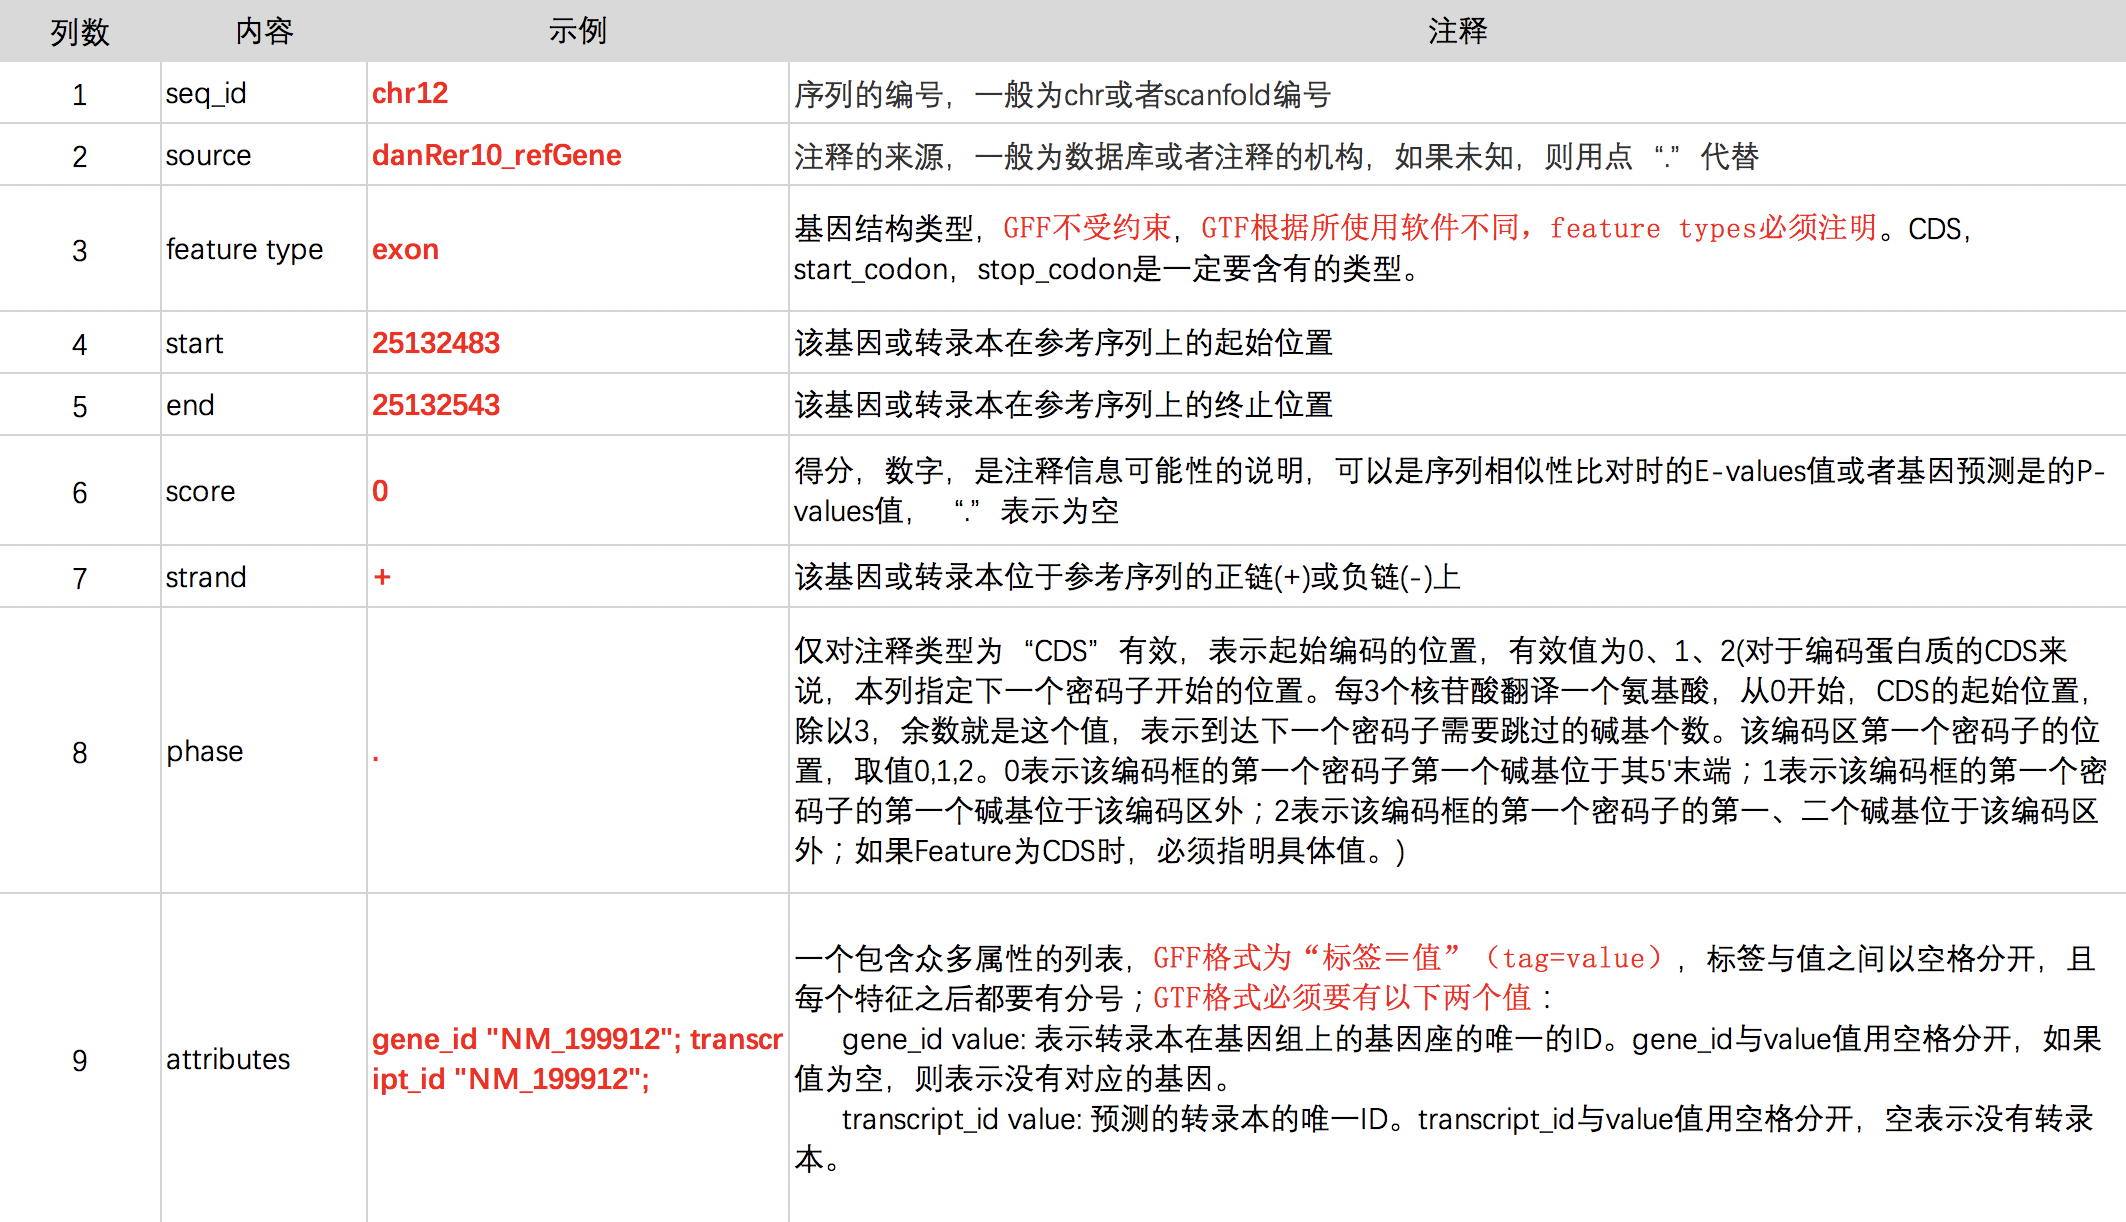 列数 内容 示例 注释
1 seq_id chr12 序列的编号，一般为chr或者scanfold编号
2 source danRer10_refGene 注释的来源，一般为数据库或者注释的机构，如果未知，则用点“.”代替
3 feature type exon
基因结构类型，GFF不受约束，GTF根据所使用软件不同，feature types必须注明。CDS，
start_codon，stop_codon是一定要含有的类型。
4 start 25132483 该基因或转录本在参考序列上的起始位置
5 end 25132543 该基因或转录本在参考序列上的终止位置
6 score 0
得分，数字，是注释信息可能性的说明，可以是序列相似性比对时的E-values值或者基因预测是的P-
values值，“.”表示为空
7 strand + 该基因或转录本位于参考序列的正链(+)或负链(-)上
8 phase .
仅对注释类型为“CDS”有效，表示起始编码的位置，有效值为0、1、2(对于编码蛋白质的CDS来
说，本列指定下一个密码子开始的位置。每3个核苷酸翻译一个氨基酸，从0开始，CDS的起始位置，
除以3，余数就是这个值，表示到达下一个密码子需要跳过的碱基个数。该编码区第一个密码子的位
置，取值0,1,2。0表示该编码框的第一个密码子第一个碱基位于其5'末端；1表示该编码框的第一个密
码子的第一个碱基位于该编码区外；2表示该编码框的第一个密码子的第一、二个碱基位于该编码区
外；如果Feature为CDS时，必须指明具体值。)
9 attributes
gene_id "NM_199912"; transcr
ipt_id "NM_199912";
一个包含众多属性的列表，GFF格式为“标签＝值”（tag=value），标签与值之间以空格分开，且
每个特征之后都要有分号；GTF格式必须要有以下两个值：
gene_id value: 表示转录本在基因组上的基因座的唯一的ID。gene_id与value值用空格分开，如果
值为空，则表示没有对应的基因。
transcript_id value: 预测的转录本的唯一ID。transcript_id与value值用空格分开，空表示没有转录
本。